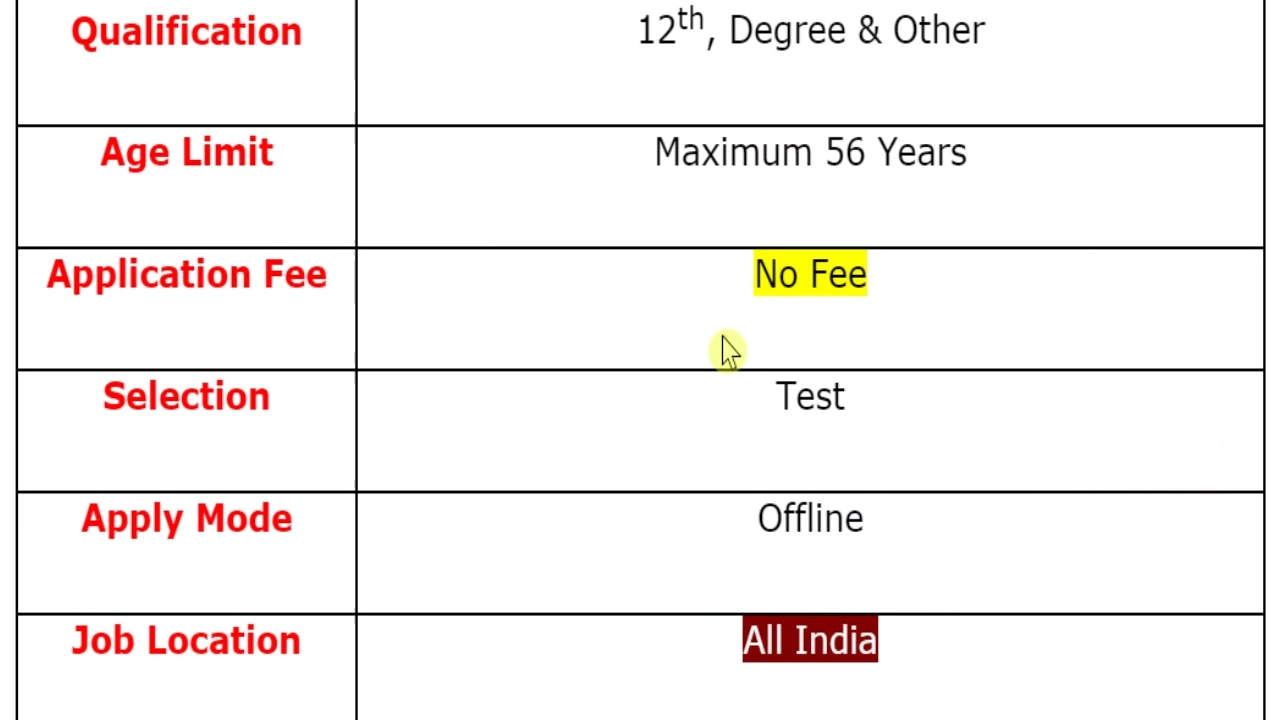 Qualification 12th, Degree & Other
Age Limit Maximum 56 Years
Application Fee No Fee
Selection Test
Apply Mode Offline
Job Location All India